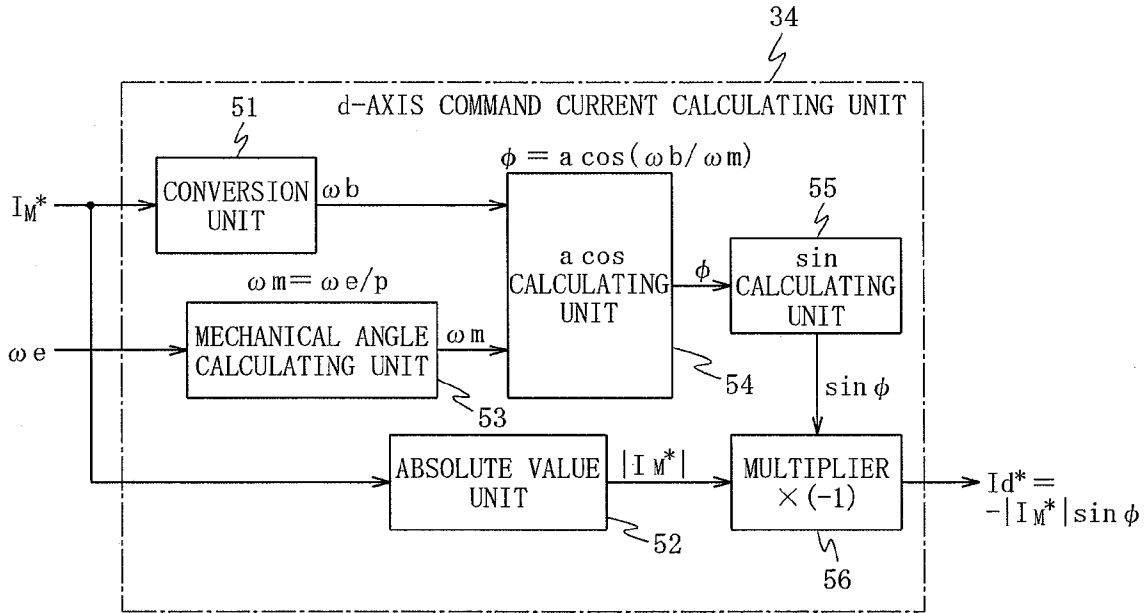 34
d-AXIS COMMAND CURRENT CALCULATING UNIT
51
ϕ = a cos(ωb/ωm)
I_M*
CONVERSION
UNIT
ωb
55
ωm = ωe/p
a cos
CALCULATING
UNIT
ϕ
sin
CALCULATING
UNIT
ωe
MECHANICAL ANGLE
CALCULATING UNIT
ωm
53
54
sin ϕ
ABSOLUTE VALUE
UNIT
|I_M*|
MULTIPLIER
×(-1)
Id* =
-|I_M*|sin ϕ
52
56